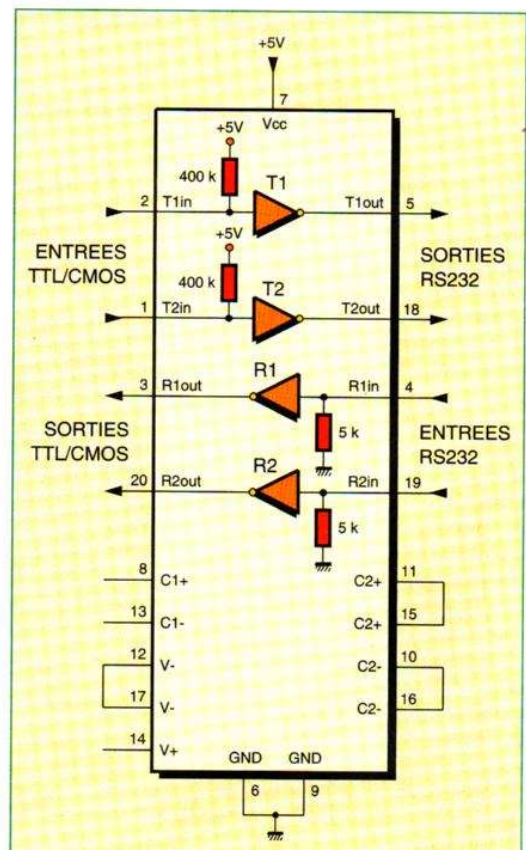 +5V
7
Vcc
+5V
400 k
T1
2 T1in T1out 5
+5V
ENTREES
TTL/CMOS
SORTIES
RS232
400 k
T2
1 T2in T2out 18
R1
3 R1out R1in 4
5 k
SORTIES
TTL/CMOS
ENTREES
RS232
R2
20 R2out R2in 19
5 k
8 C1+ C2+ 11
13 C1- C2+ 15
12 V- C2- 10
17 V- C2- 16
14 V+
GND GND
6 9